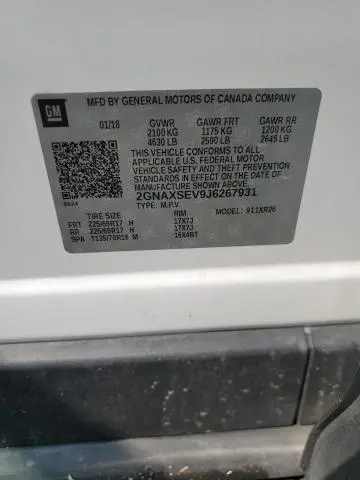 GM
MFD BY GENERAL MOTORS OF CANADA COMPANY
01/18 GVWR GAWR FRT GAWR RR
2100 KG 1175 KG 1200 KG
4630 LB 2590 LB 2645 LB
THIS VEHICLE CONFORMS TO ALL
APPLICABLE U.S. FEDERAL MOTOR
VEHICLE SAFETY AND THEFT PREVENTION
STANDARDS IN EFFECT ON THE DATE OF
MANUFACTURE SHOWN ABOVE.
2GNAXSEV9J6267931
TYPE: M.P.V. MODEL: 911XR26
TIRE SIZE RIM
FRT 225/65R17 H 17X7J
RR 225/65R17 H 17X7J
SPA T135/70R16 M 16X4BT